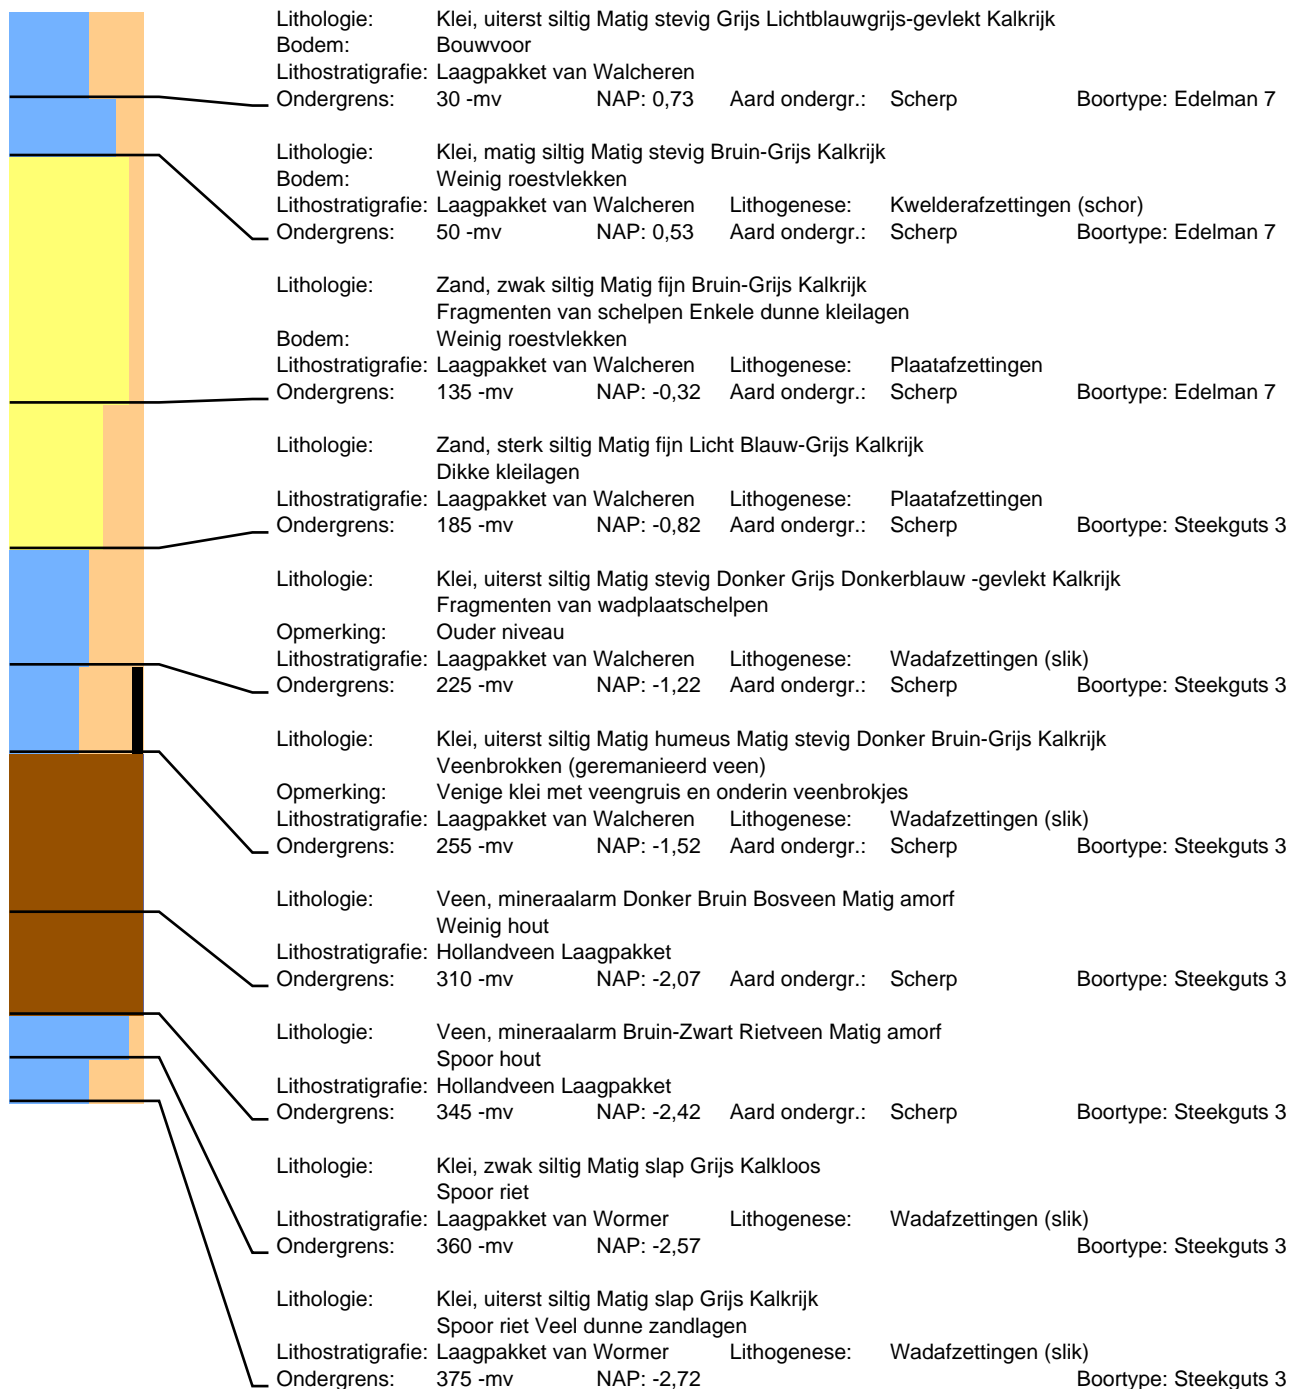 Lithologie: Klei, uiterst siltig Matig stevig Grijs Lichtblauwgrijs-gevlekt Kalkrijk
Bodem: Bouwvoor
Lithostratigrafie: Laagpakket van Walcheren
Ondergrens: 30 -mv NAP: 0,73 Aard ondergr.: Scherp Boortype: Edelman 7
Lithologie: Klei, matig siltig Matig stevig Bruin-Grijs Kalkrijk
Bodem: Weinig roestvlekken
Lithostratigrafie: Laagpakket van Walcheren Lithogenese: Kwelderafzettingen (schor)
Ondergrens: 50 -mv NAP: 0,53 Aard ondergr.: Scherp Boortype: Edelman 7
Lithologie: Zand, zwak siltig Matig fijn Bruin-Grijs Kalkrijk
Fragmenten van schelpen Enkele dunne kleilagen
Bodem: Weinig roestvlekken
Lithostratigrafie: Laagpakket van Walcheren Lithogenese: Plaatafzettingen
Ondergrens: 135 -mv NAP: -0,32 Aard ondergr.: Scherp Boortype: Edelman 7
Lithologie: Zand, sterk siltig Matig fijn Licht Blauw-Grijs Kalkrijk
Dikke kleilagen
Lithostratigrafie: Laagpakket van Walcheren Lithogenese: Plaatafzettingen
Ondergrens: 185 -mv NAP: -0,82 Aard ondergr.: Scherp Boortype: Steekguts 3
Lithologie: Klei, uiterst siltig Matig stevig Donker Grijs Donkerblauw -gevlekt Kalkrijk
Fragmenten van wadplaatschelpen
Opmerking: Ouder niveau
Lithostratigrafie: Laagpakket van Walcheren Lithogenese: Wadafzettingen (slik)
Ondergrens: 225 -mv NAP: -1,22 Aard ondergr.: Scherp Boortype: Steekguts 3
Lithologie: Klei, uiterst siltig Matig humeus Matig stevig Donker Bruin-Grijs Kalkrijk
Veenbrokken (geremanieerd veen)
Opmerking: Venige klei met veengruis en onderin veenbrokjes
Lithostratigrafie: Laagpakket van Walcheren Lithogenese: Wadafzettingen (slik)
Ondergrens: 255 -mv NAP: -1,52 Aard ondergr.: Scherp Boortype: Steekguts 3
Lithologie: Veen, mineraalarm Donker Bruin Bosveen Matig amorf
Weinig hout
Lithostratigrafie: Hollandveen Laagpakket
Ondergrens: 310 -mv NAP: -2,07 Aard ondergr.: Scherp Boortype: Steekguts 3
Lithologie: Veen, mineraalarm Bruin-Zwart Rietveen Matig amorf
Spoor hout
Lithostratigrafie: Hollandveen Laagpakket
Ondergrens: 345 -mv NAP: -2,42 Aard ondergr.: Scherp Boortype: Steekguts 3
Lithologie: Klei, zwak siltig Matig slap Grijs Kalkloos
Spoor riet
Lithostratigrafie: Laagpakket van Wormer Lithogenese: Wadafzettingen (slik)
Ondergrens: 360 -mv NAP: -2,57 Boortype: Steekguts 3
Lithologie: Klei, uiterst siltig Matig slap Grijs Kalkrijk
Spoor riet Veel dunne zandlagen
Lithostratigrafie: Laagpakket van Wormer Lithogenese: Wadafzettingen (slik)
Ondergrens: 375 -mv NAP: -2,72 Boortype: Steekguts 3